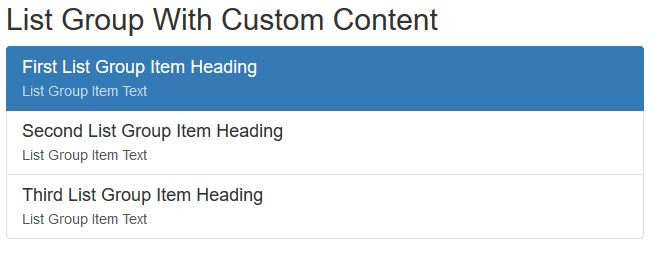 List Group With Custom Content
First List Group Item Heading
List Group Item Text
Second List Group Item Heading
List Group Item Text
Third List Group Item Heading
List Group Item Text